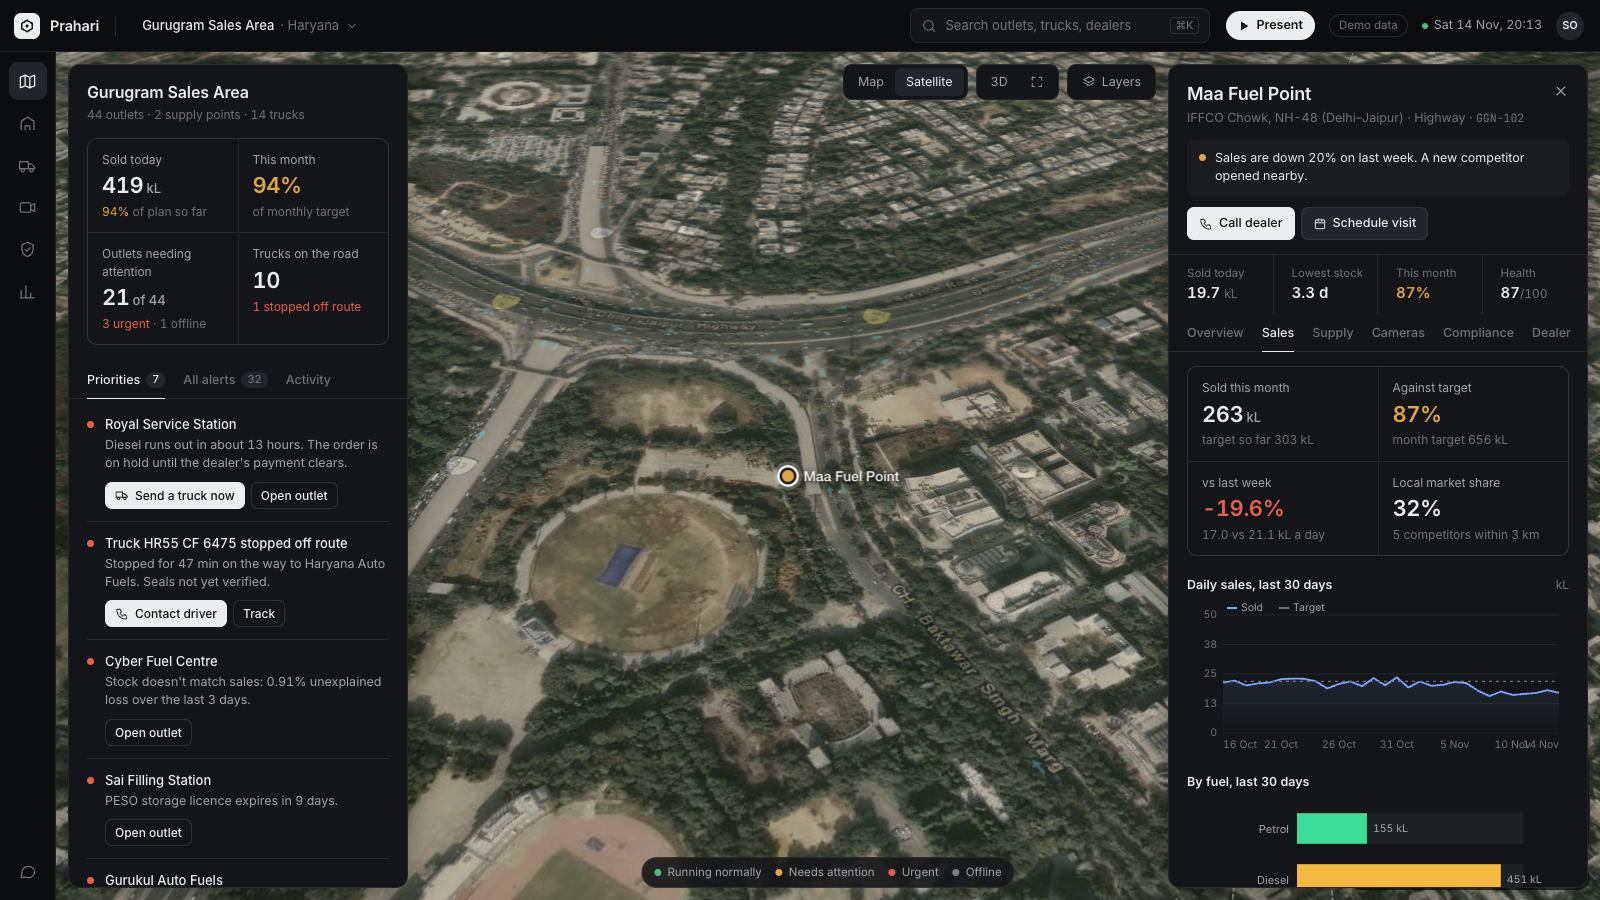 Prahari
Gurugram Sales Area · Haryana
Search outlets, trucks, dealers
⌘K
Present
Demo data
Sat 14 Nov, 20:13
SO
Gurugram Sales Area
44 outlets · 2 supply points · 14 trucks
Sold today
419 kL
94% of plan so far
This month
94%
of monthly target
Outlets needing
attention
21 of 44
3 urgent · 1 offline
Trucks on the road
10
1 stopped off route
Priorities 7
All alerts 32
Activity
Royal Service Station
Diesel runs out in about 13 hours. The order is
on hold until the dealer's payment clears.
Send a truck now
Open outlet
Truck HR55 CF 6475 stopped off route
Stopped for 47 min on the way to Haryana Auto
Fuels. Seals not yet verified.
Contact driver
Track
Cyber Fuel Centre
Stock doesn't match sales: 0.91% unexplained
loss over the last 3 days.
Open outlet
Sai Filling Station
PESO storage licence expires in 9 days.
Open outlet
Gurukul Auto Fuels
Map
Satellite
3D
Layers
Maa Fuel Point
CH. Bakhtawar Singh Marg
Running normally
Needs attention
Urgent
Offline
Maa Fuel Point
IFFCO Chowk, NH-48 (Delhi–Jaipur) · Highway · GGN-102
Sales are down 20% on last week. A new competitor
opened nearby.
Call dealer
Schedule visit
Sold today
19.7 kL
Lowest stock
3.3 d
This month
87%
Health
87/100
Overview
Sales
Supply
Cameras
Compliance
Dealer
Sold this month
263 kL
target so far 303 kL
Against target
87%
month target 656 kL
vs last week
-19.6%
17.0 vs 21.1 kL a day
Local market share
32%
5 competitors within 3 km
Daily sales, last 30 days
kL
Sold
Target
50
38
25
13
0
16 Oct
21 Oct
26 Oct
31 Oct
5 Nov
10 Nov
14 Nov
By fuel, last 30 days
Petrol
155 kL
Diesel
451 kL